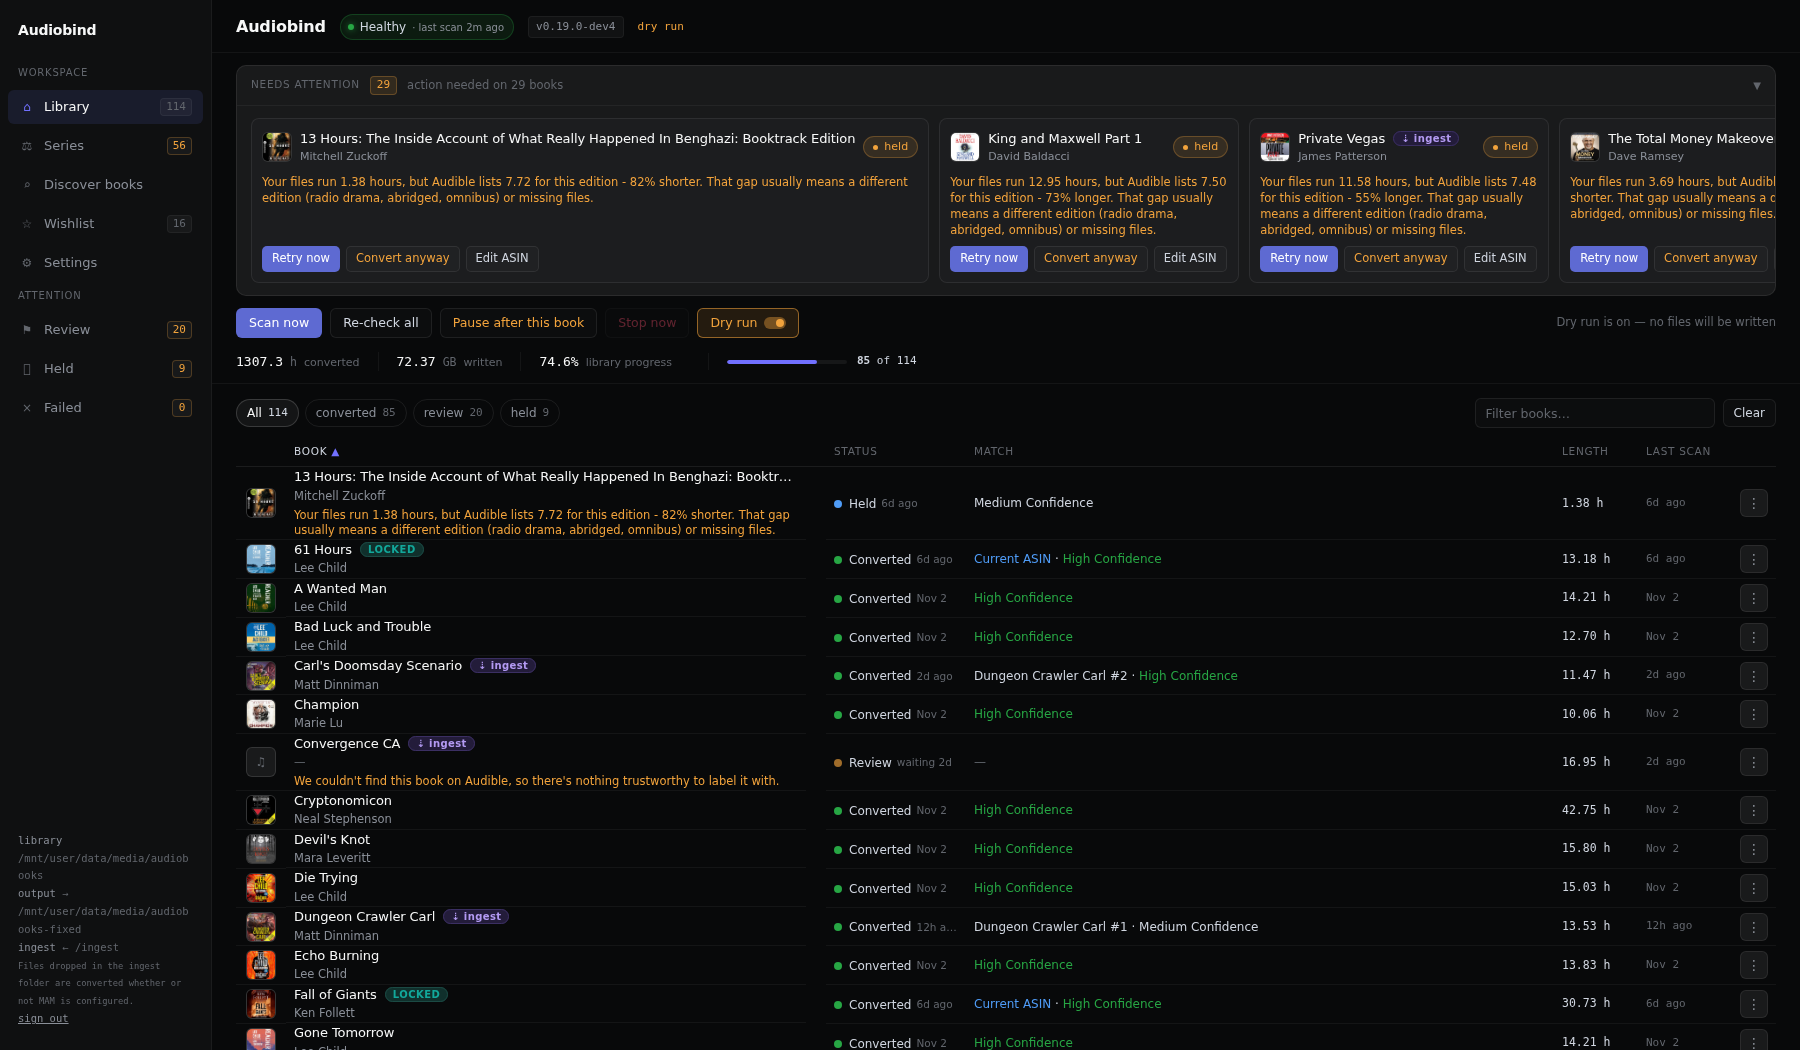 Audiobind
WORKSPACE
Library 114
Series 56
Discover books
Wishlist 16
Settings
ATTENTION
Review 20
Held 9
Failed 0
library
/mnt/user/data/media/audiob
ooks
output →
/mnt/user/data/media/audiob
ooks-fixed
ingest ← /ingest
Files dropped in the ingest
folder are converted whether or
not MAM is configured.
sign out
Audiobind Healthy · last scan 2m ago v0.19.0-dev4 dry run
NEEDS ATTENTION 29 action needed on 29 books ▼
13 Hours: The Inside Account of What Really Happened In Benghazi: Booktrack Edition held
Mitchell Zuckoff
Your files run 1.38 hours, but Audible lists 7.72 for this edition - 82% shorter. That gap usually means a different
edition (radio drama, abridged, omnibus) or missing files.
Retry now Convert anyway Edit ASIN
King and Maxwell Part 1 held
David Baldacci
Your files run 12.95 hours, but Audible lists 7.50
for this edition - 73% longer. That gap usually
means a different edition (radio drama,
abridged, omnibus) or missing files.
Retry now Convert anyway Edit ASIN
Private Vegas ↓ ingest held
James Patterson
Your files run 11.58 hours, but Audible lists 7.48
for this edition - 55% longer. That gap usually
means a different edition (radio drama,
abridged, omnibus) or missing files.
Retry now Convert anyway Edit ASIN
The Total Money Makeover
Dave Ramsey
Your files run 3.69 hours, but Audibl
shorter. That gap usually means a
abridged, omnibus) or missing files.
Retry now Convert anyway
Scan now Re-check all Pause after this book Stop now Dry run Dry run is on — no files will be written
1307.3 h converted 72.37 GB written 74.6% library progress 85 of 114
All 114 converted 85 review 20 held 9 Filter books… Clear
BOOK ▲ STATUS MATCH LENGTH LAST SCAN
13 Hours: The Inside Account of What Really Happened In Benghazi: Booktr…
Mitchell Zuckoff
Your files run 1.38 hours, but Audible lists 7.72 for this edition - 82% shorter. That gap
usually means a different edition (radio drama, abridged, omnibus) or missing files.
Held 6d ago Medium Confidence 1.38 h 6d ago
61 Hours LOCKED
Lee Child
Converted 6d ago Current ASIN · High Confidence 13.18 h 6d ago
A Wanted Man
Lee Child
Converted Nov 2 High Confidence 14.21 h Nov 2
Bad Luck and Trouble
Lee Child
Converted Nov 2 High Confidence 12.70 h Nov 2
Carl's Doomsday Scenario ↓ ingest
Matt Dinniman
Converted 2d ago Dungeon Crawler Carl #2 · High Confidence 11.47 h 2d ago
Champion
Marie Lu
Converted Nov 2 High Confidence 10.06 h Nov 2
Convergence CA ↓ ingest
—
We couldn't find this book on Audible, so there's nothing trustworthy to label it with.
Review waiting 2d — 16.95 h 2d ago
Cryptonomicon
Neal Stephenson
Converted Nov 2 High Confidence 42.75 h Nov 2
Devil's Knot
Mara Leveritt
Converted Nov 2 High Confidence 15.80 h Nov 2
Die Trying
Lee Child
Converted Nov 2 High Confidence 15.03 h Nov 2
Dungeon Crawler Carl ↓ ingest
Matt Dinniman
Converted 12h a… Dungeon Crawler Carl #1 · Medium Confidence 13.53 h 12h ago
Echo Burning
Lee Child
Converted Nov 2 High Confidence 13.83 h Nov 2
Fall of Giants LOCKED
Ken Follett
Converted 6d ago Current ASIN · High Confidence 30.73 h 6d ago
Gone Tomorrow
Lee Child
Converted Nov 2 High Confidence 14.21 h Nov 2